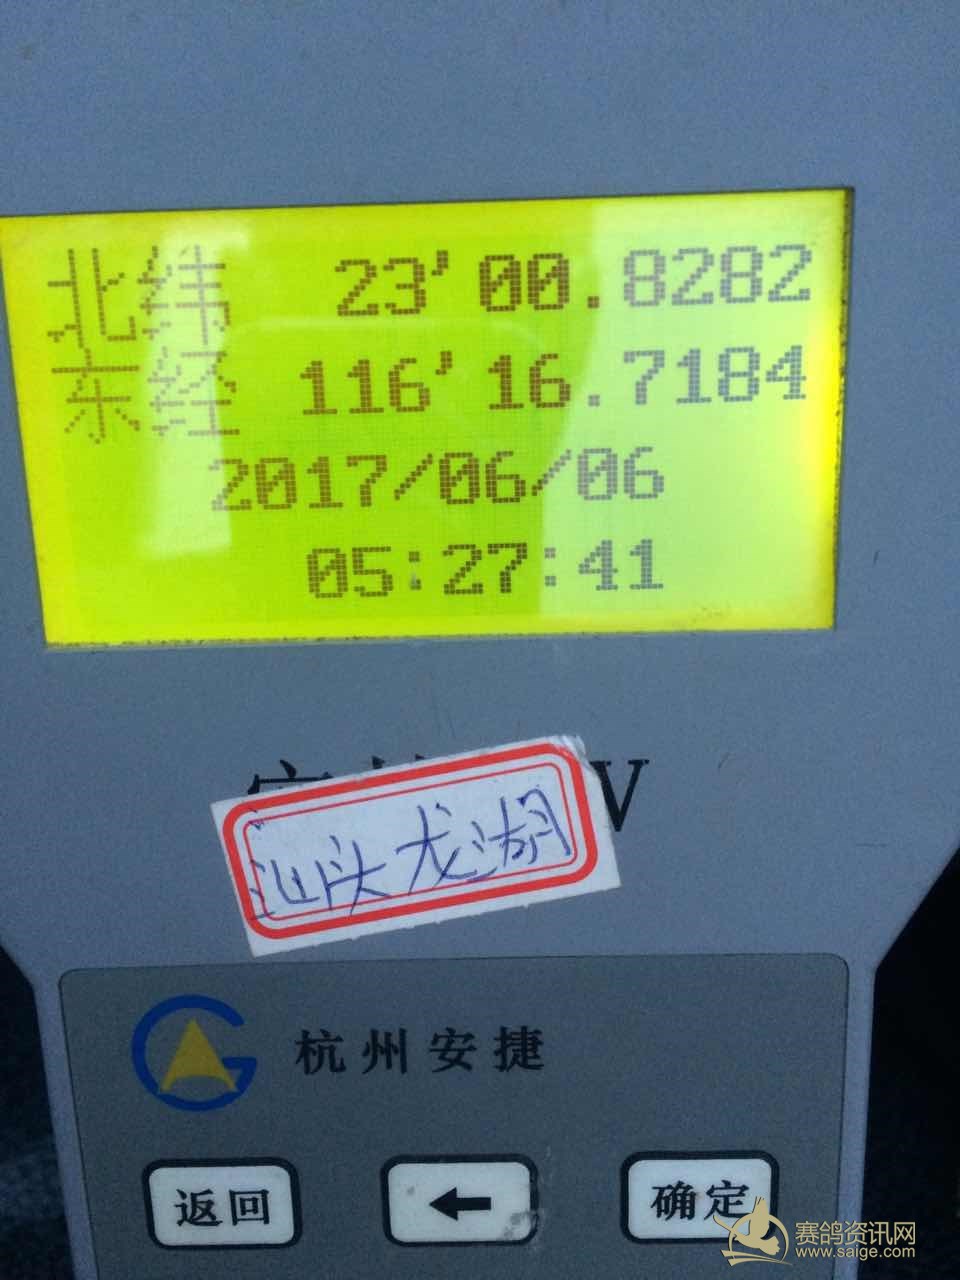 北纬 23'00.8282
东经 116'16.7184
2017/06/06
05:27:41
V
汕头龙湖
杭州安捷
返回 ← 确定
赛鸽资讯网
www.saige.com